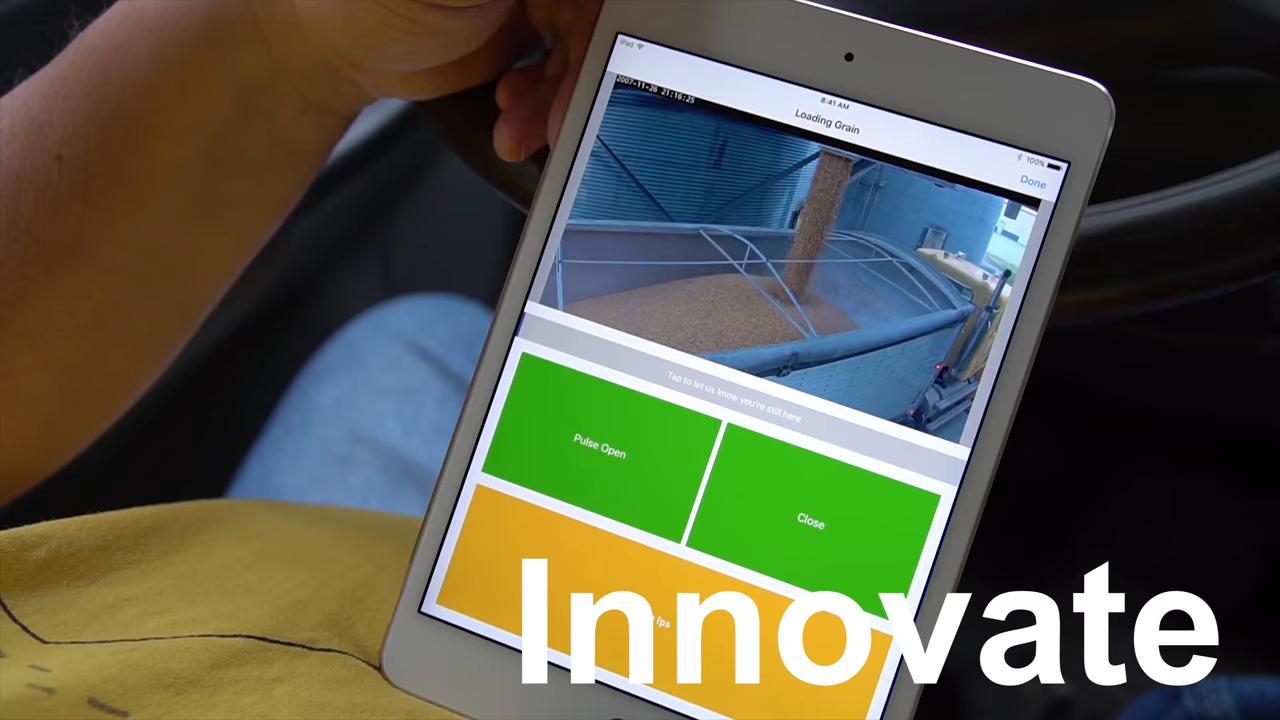 iPad
8:41 AM
100%
Loading Grain
Done
2007-11-26 21:16:25
Tap to let us know you're still here
Pulse Open
Close
fps
Innovate